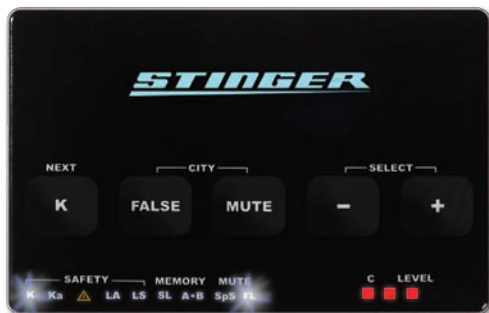 STINGER
NEXT CITY SELECT
K FALSE MUTE - +
SAFETY MEMORY MUTE C LEVEL
K Ka LA LS SL A•B SpS FL